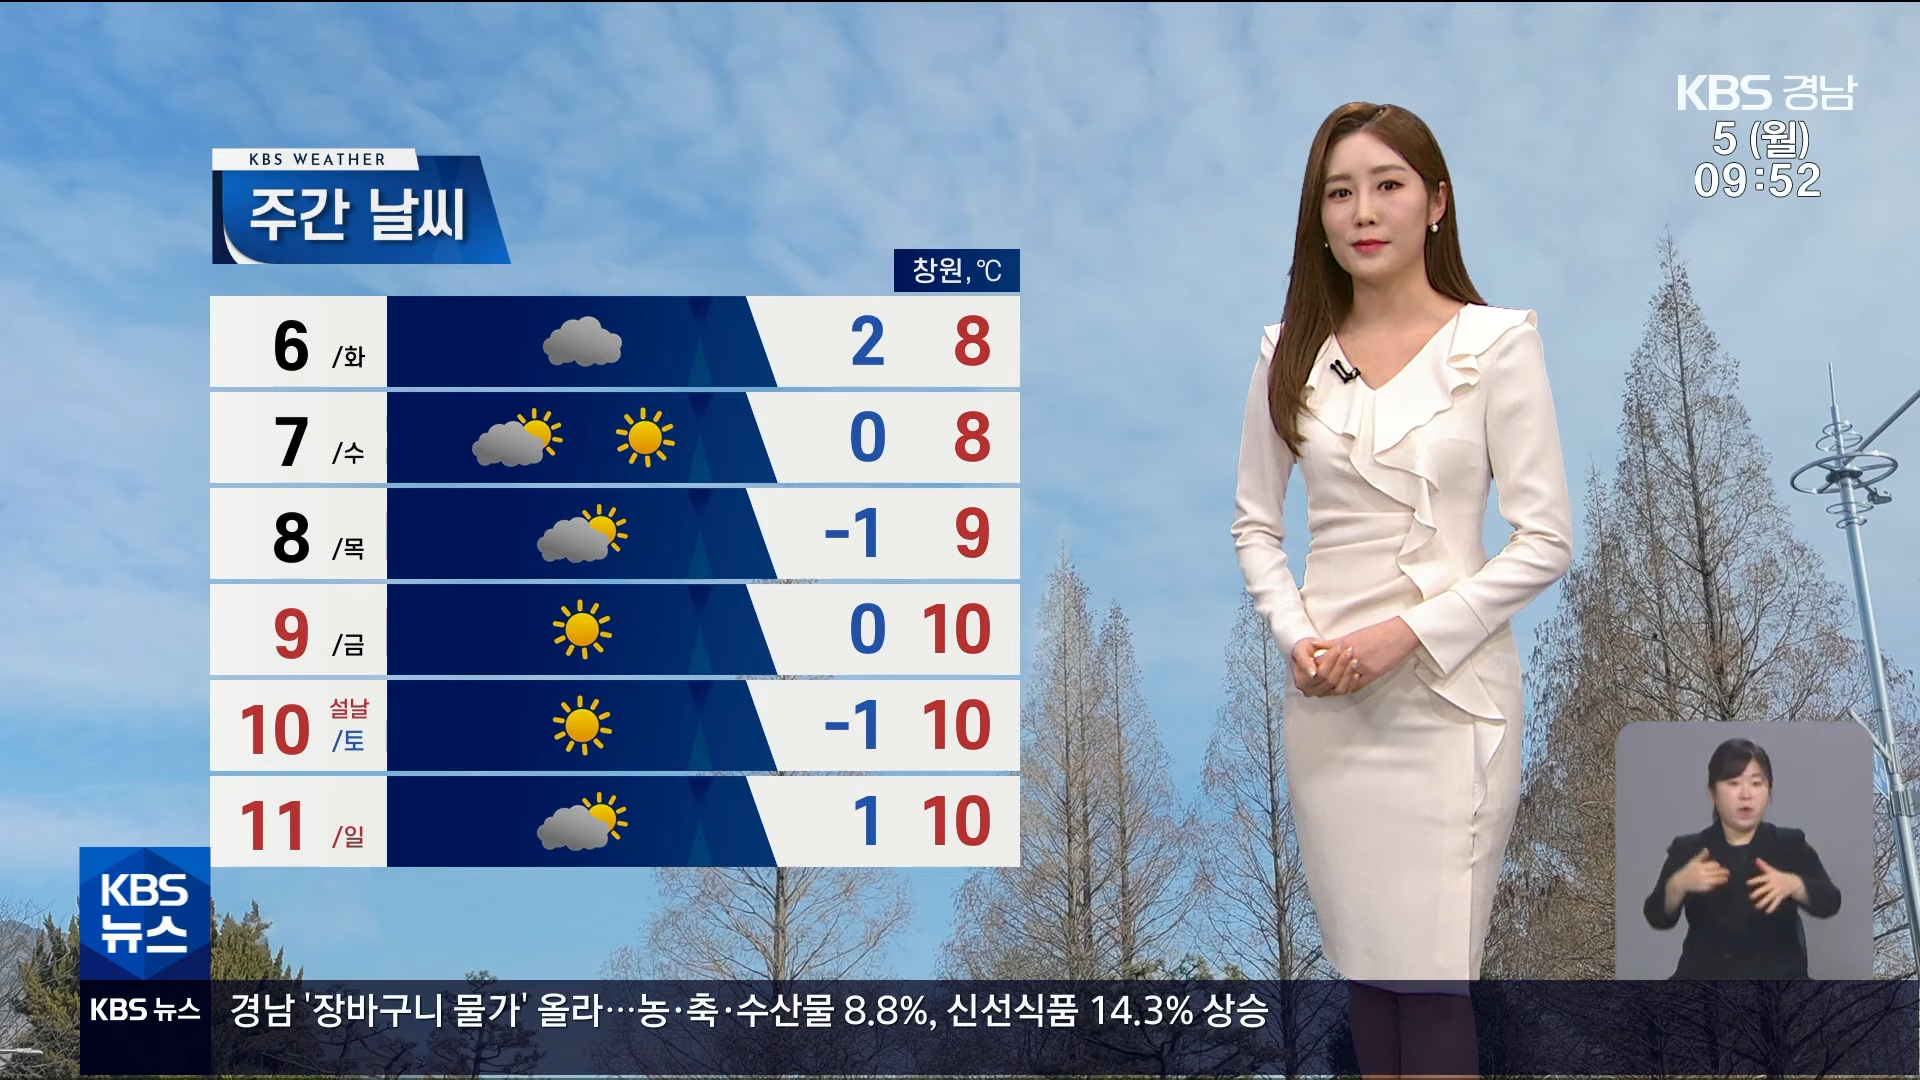 KBS 경남
5 (월)
09:52
KBS WEATHER
주간 날씨
창원, ℃
6 /화 2 8
7 /수 0 8
8 /목 -1 9
9 /금 0 10
10 설날 /토 -1 10
11 /일 1 10
KBS
뉴스
KBS 뉴스 경남 '장바구니 물가' 올라…농·축·수산물 8.8%, 신선식품 14.3% 상승